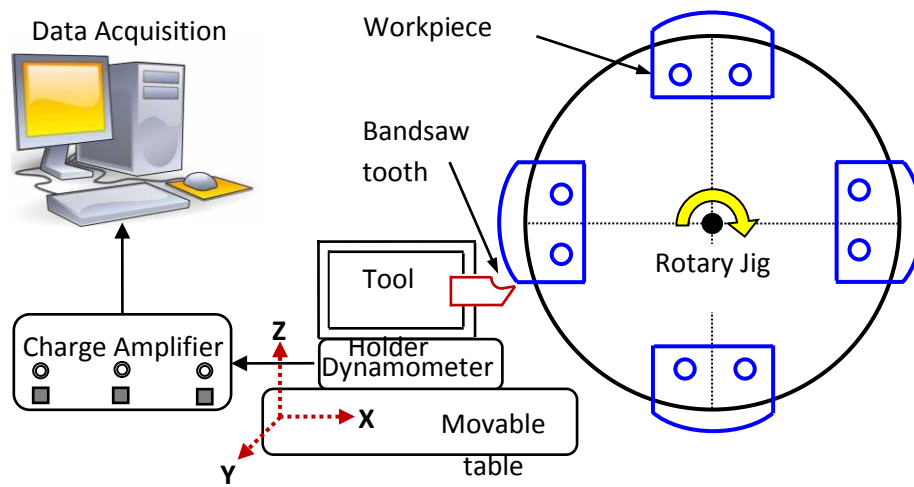 Data Acquisition
Workpiece
Bandsaw
tooth
Rotary Jig
Tool
Holder
Charge Amplifier
Dynamometer
Z
X
Y
Movable
table